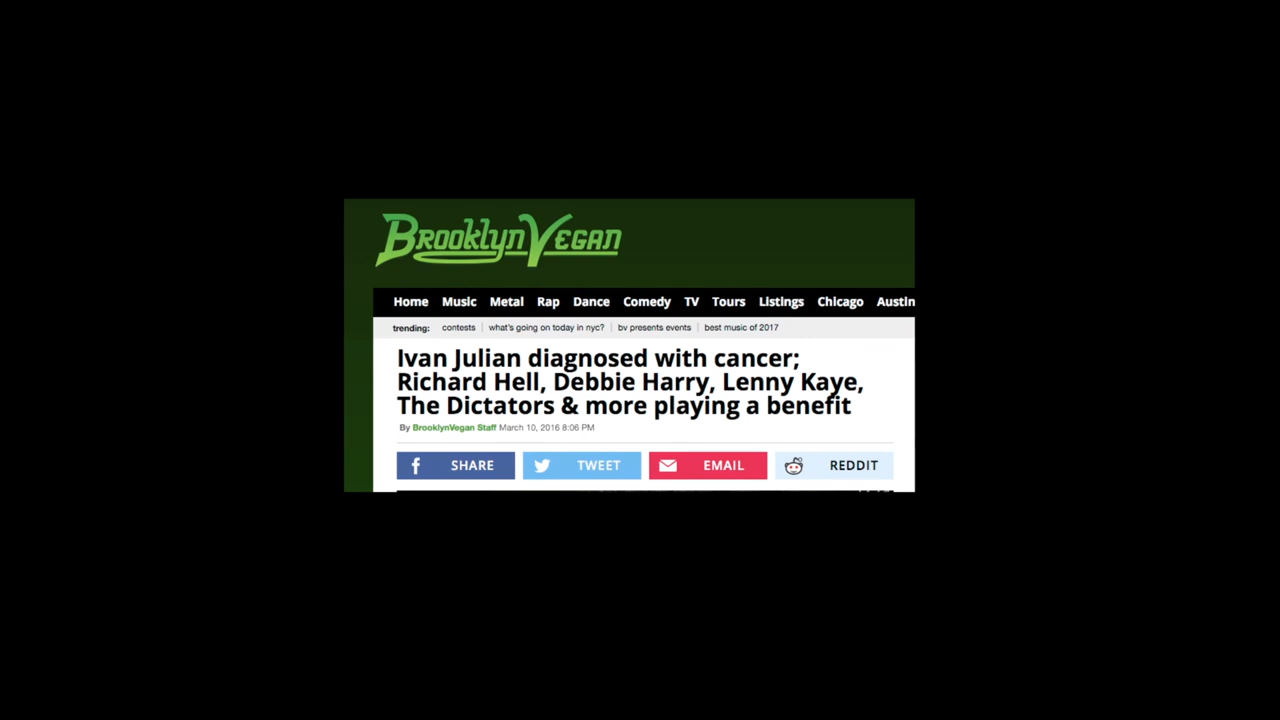 BrooklynVegan
Home Music Metal Rap Dance Comedy TV Tours Listings Chicago Austin
trending: contests what's going on today in nyc? bv presents events best music of 2017
Ivan Julian diagnosed with cancer;
Richard Hell, Debbie Harry, Lenny Kaye,
The Dictators & more playing a benefit
By BrooklynVegan Staff March 10, 2016 8:06 PM
SHARE TWEET EMAIL REDDIT